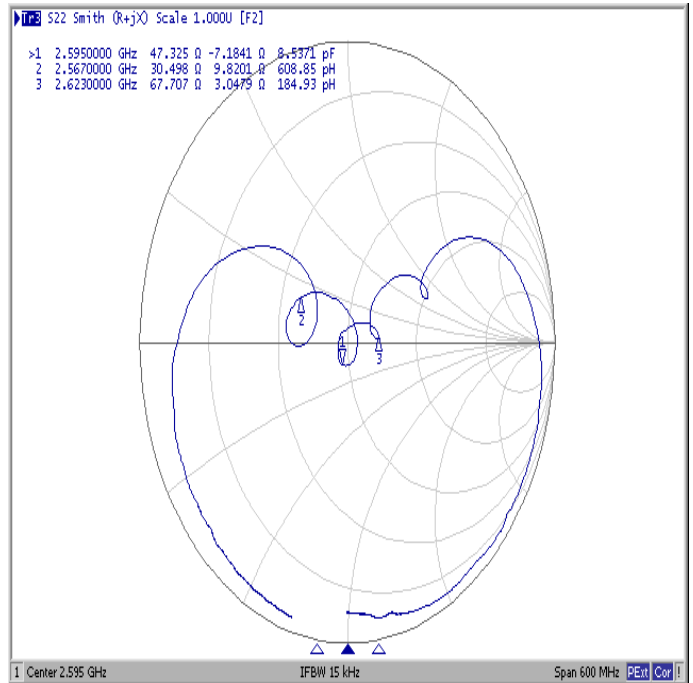 Tr3 S22 Smith (R+jX) Scale 1.000U [F2]
>1 2.5950000 GHz 47.325 Ω -7.1841 Ω 8.5371 pF
2 2.5670000 GHz 30.498 Ω 9.8201 Ω 608.85 pH
3 2.6230000 GHz 67.707 Ω 3.0479 Ω 184.93 pH
1
2
3
1 Center 2.595 GHz IFBW 15 kHz Span 600 MHz PExt Cor !